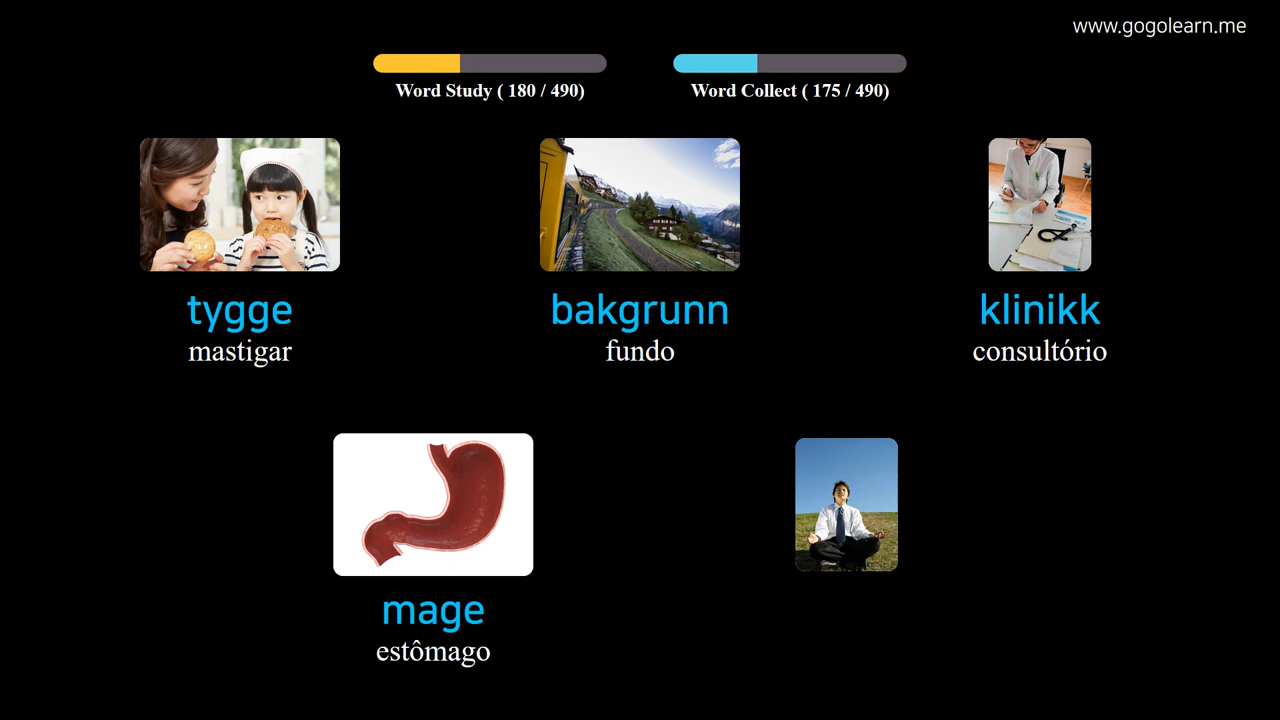 www.gogolearn.me
Word Study ( 180 / 490)
Word Collect ( 175 / 490)
tygge
mastigar
bakgrunn
fundo
klinikk
consultório
mage
estômago